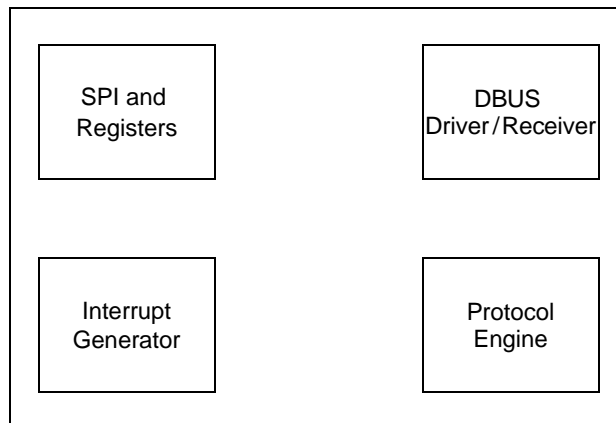 SPI and
Registers
DBUS
Driver/Receiver
Interrupt
Generator
Protocol
Engine